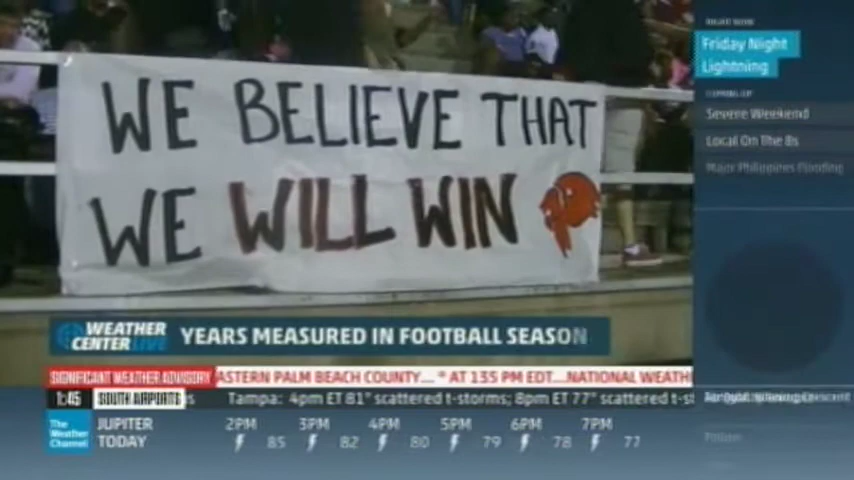 WE BELIEVE THAT
WE WILL WIN
RIGHT NOW
Friday Night
Lightning
COMING UP
Severe Weekend
Local On The 8s
Major Philippines Flooding
WEATHER
CENTER LIVE
YEARS MEASURED IN FOOTBALL SEASON
SIGNIFICANT WEATHER ADVISORY
ASTERN PALM BEACH COUNTY... * AT 135 PM EDT...NATIONAL WEATH
1:45
SOUTH AIRPORTS
s Tampa: 4pm ET 81° scattered t-storms; 8pm ET 77° scattered t-st
The
Weather
Channel
JUPITER
TODAY
2PM 3PM 4PM 5PM 6PM 7PM
85 82 80 79 78 77
Pollen